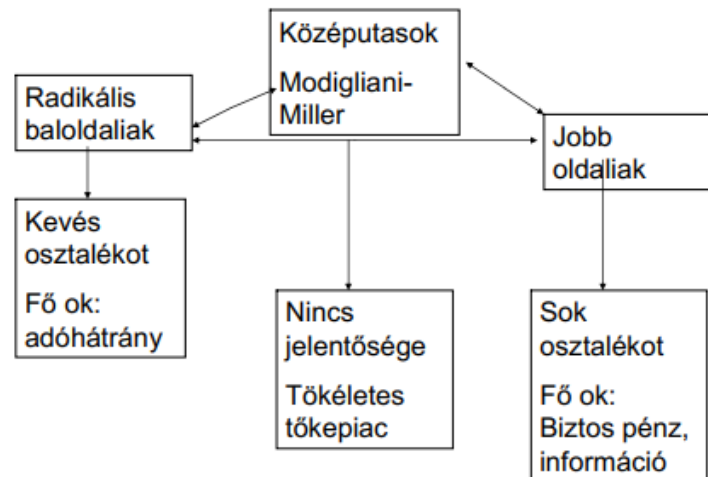 Középutasok
Modigliani-
Miller
Radikális
baloldaliak
Jobb
oldaliak
Kevés
osztalékot
Fő ok:
adóhátrány
Nincs
jelentősége
Tökéletes
tőkepiac
Sok
osztalékot
Fő ok:
Biztos pénz,
információ